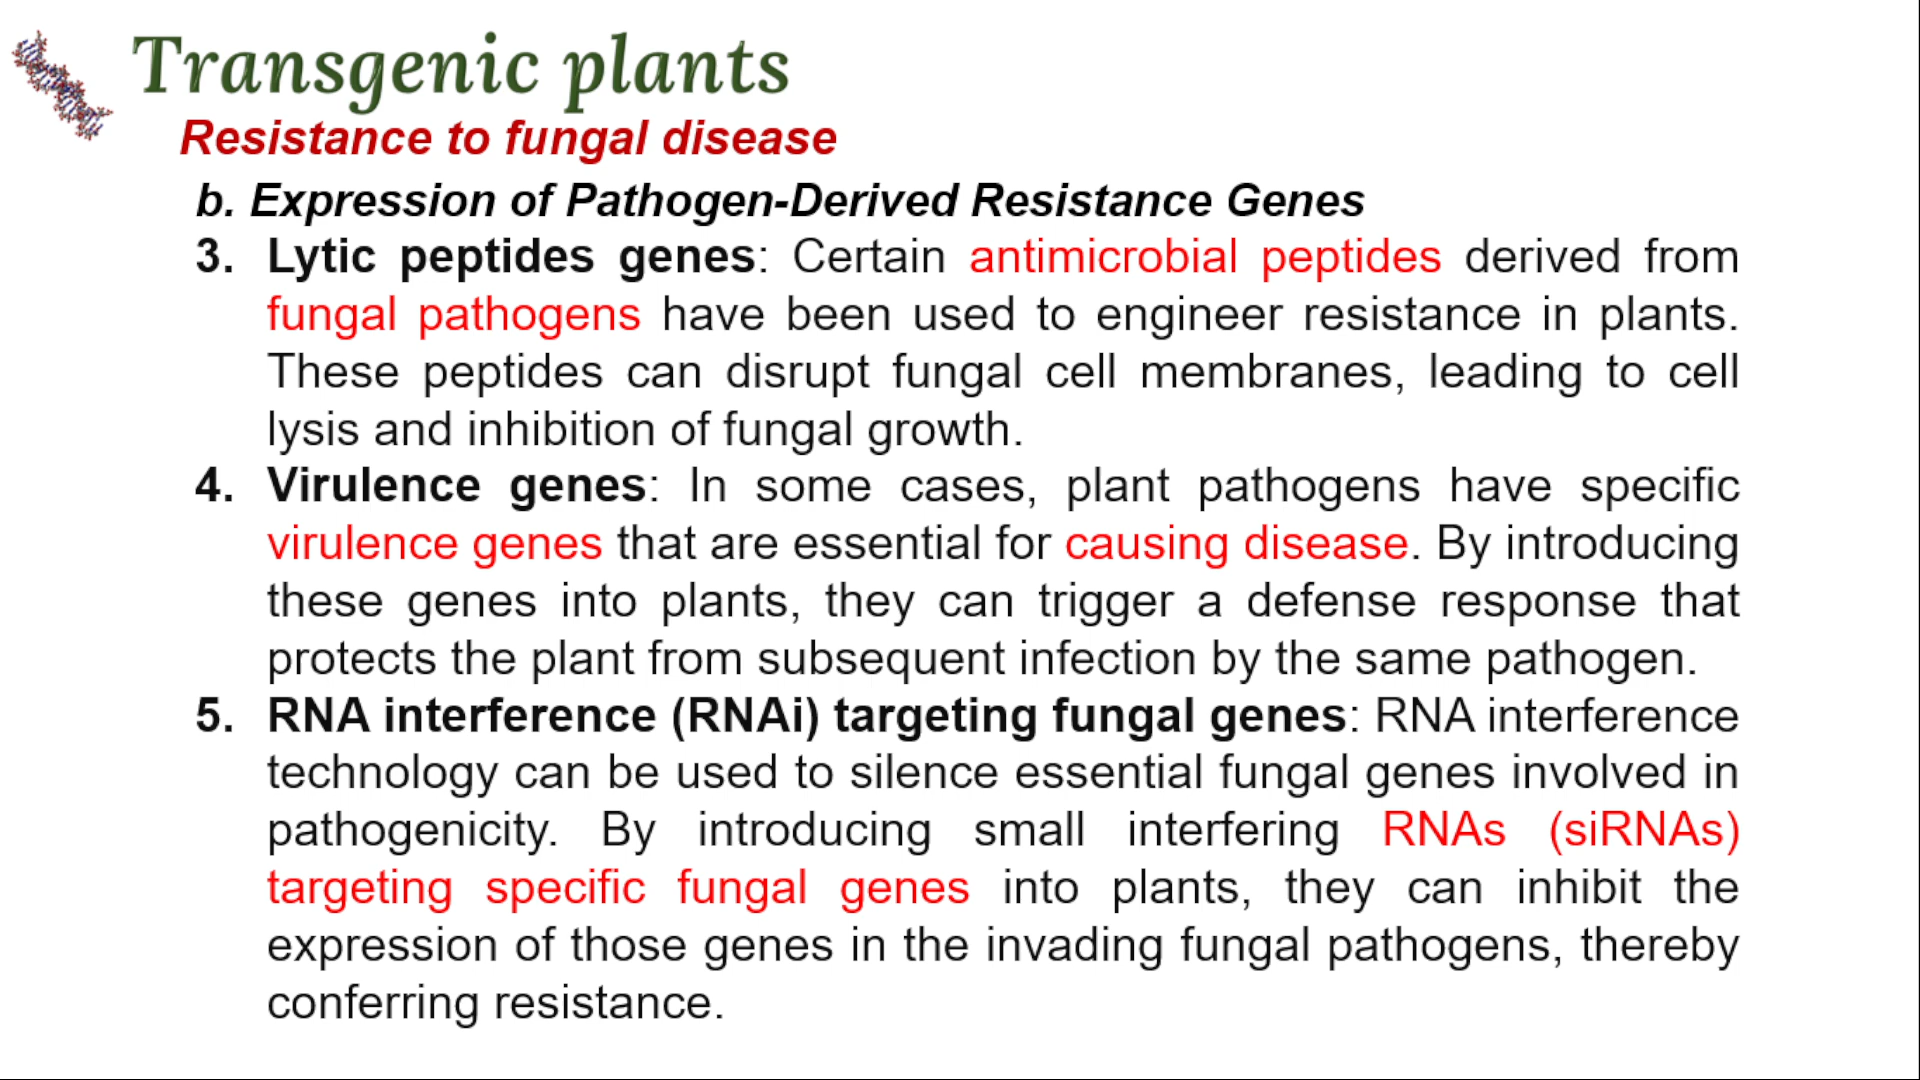 Transgenic plants
Resistance to fungal disease
b. Expression of Pathogen-Derived Resistance Genes
3. Lytic peptides genes: Certain antimicrobial peptides derived from
fungal pathogens have been used to engineer resistance in plants.
These peptides can disrupt fungal cell membranes, leading to cell
lysis and inhibition of fungal growth.
4. Virulence genes: In some cases, plant pathogens have specific
virulence genes that are essential for causing disease. By introducing
these genes into plants, they can trigger a defense response that
protects the plant from subsequent infection by the same pathogen.
5. RNA interference (RNAi) targeting fungal genes: RNA interference
technology can be used to silence essential fungal genes involved in
pathogenicity. By introducing small interfering RNAs (siRNAs)
targeting specific fungal genes into plants, they can inhibit the
expression of those genes in the invading fungal pathogens, thereby
conferring resistance.